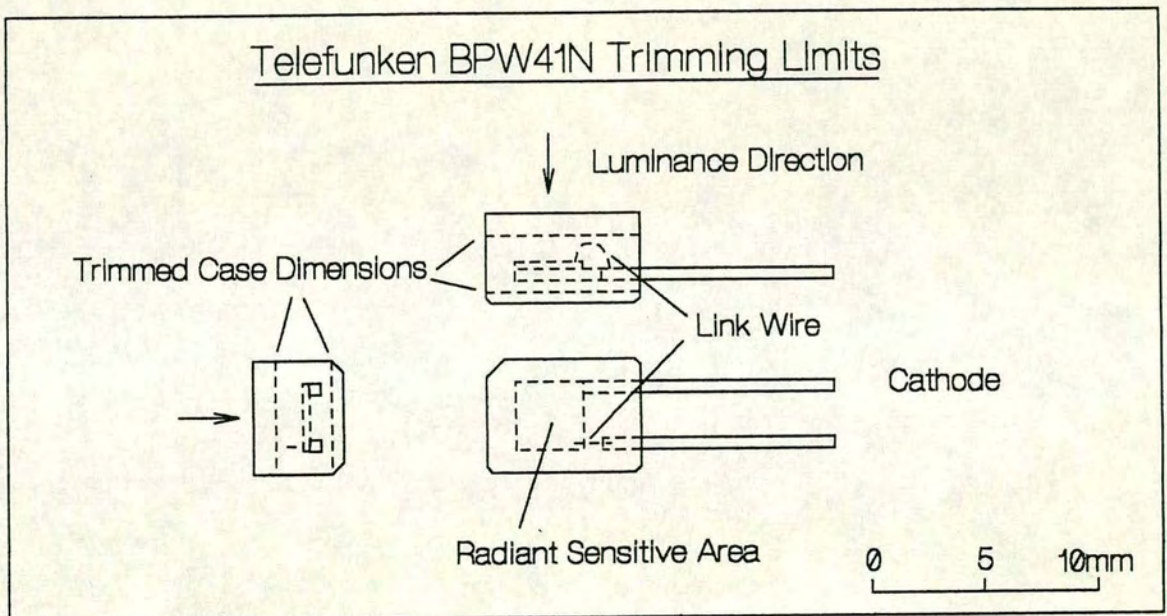 Telefunken BPW41N Trimming Limits
Luminance Direction
Trimmed Case Dimensions
Link Wire
Cathode
Radiant Sensitive Area
0 5 10mm